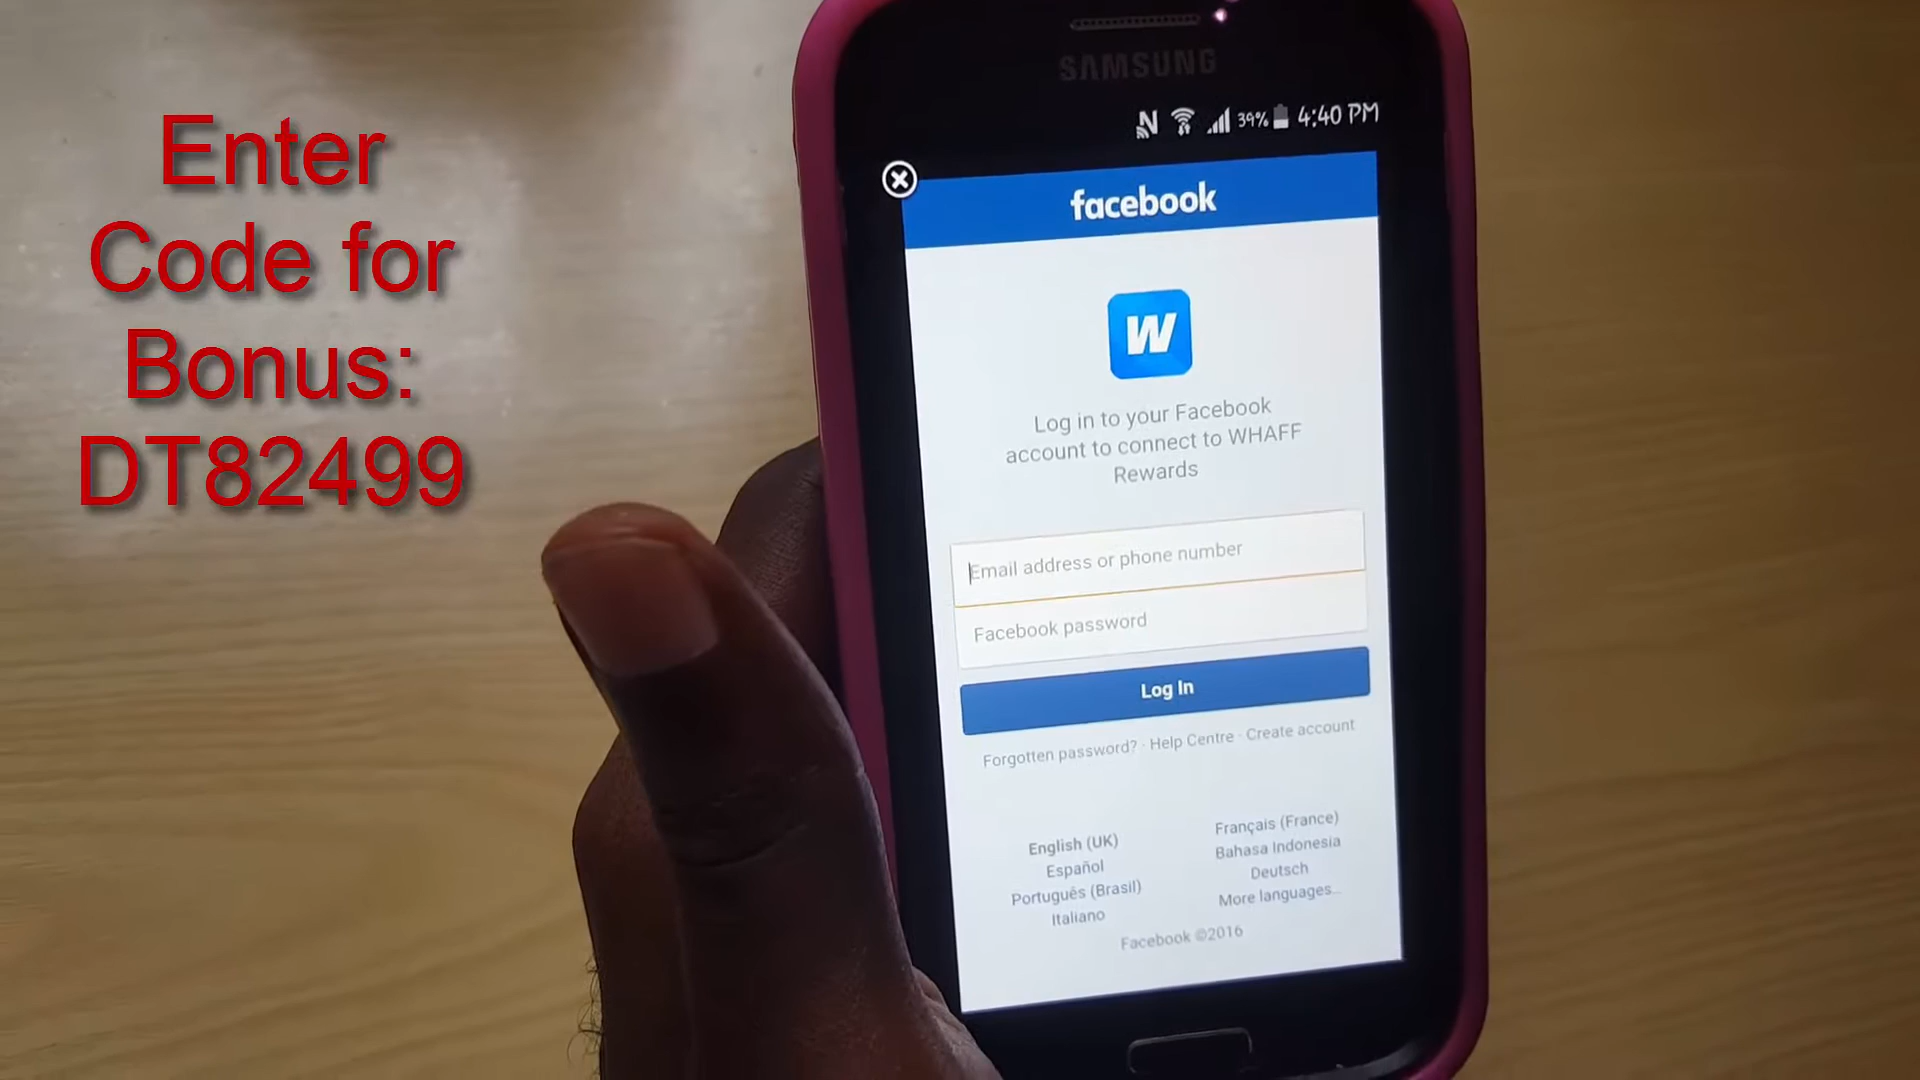 Enter
Code for
Bonus:
DT82499
SAMSUNG
39% 4:40 PM
facebook
W
Log in to your Facebook
account to connect to WHAFF
Rewards
Email address or phone number
Facebook password
Log In
Forgotten password? · Help Centre · Create account
English (UK)
Español
Português (Brasil)
Italiano
Français (France)
Bahasa Indonesia
Deutsch
More languages...
Facebook ©2016